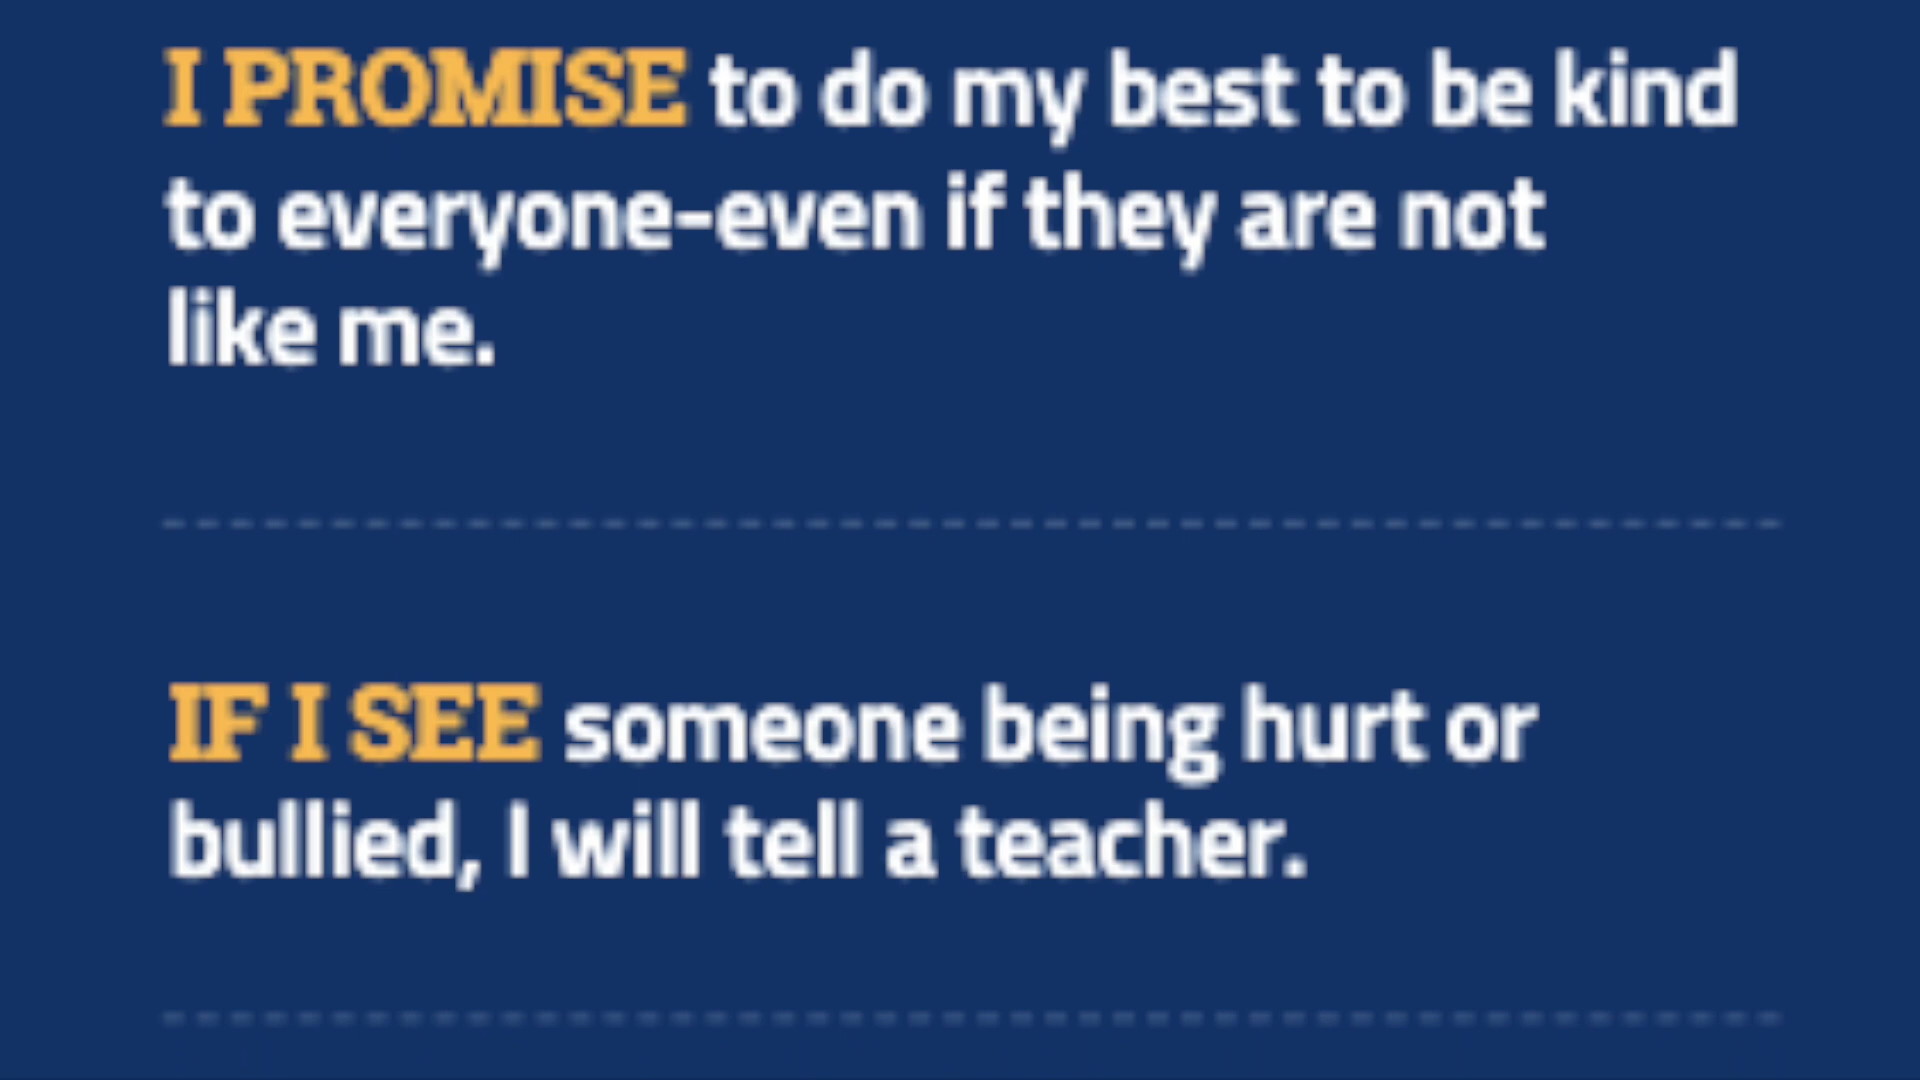 I PROMISE to do my best to be kind
to everyone-even if they are not
like me.
IF I SEE someone being hurt or
bullied, I will tell a teacher.